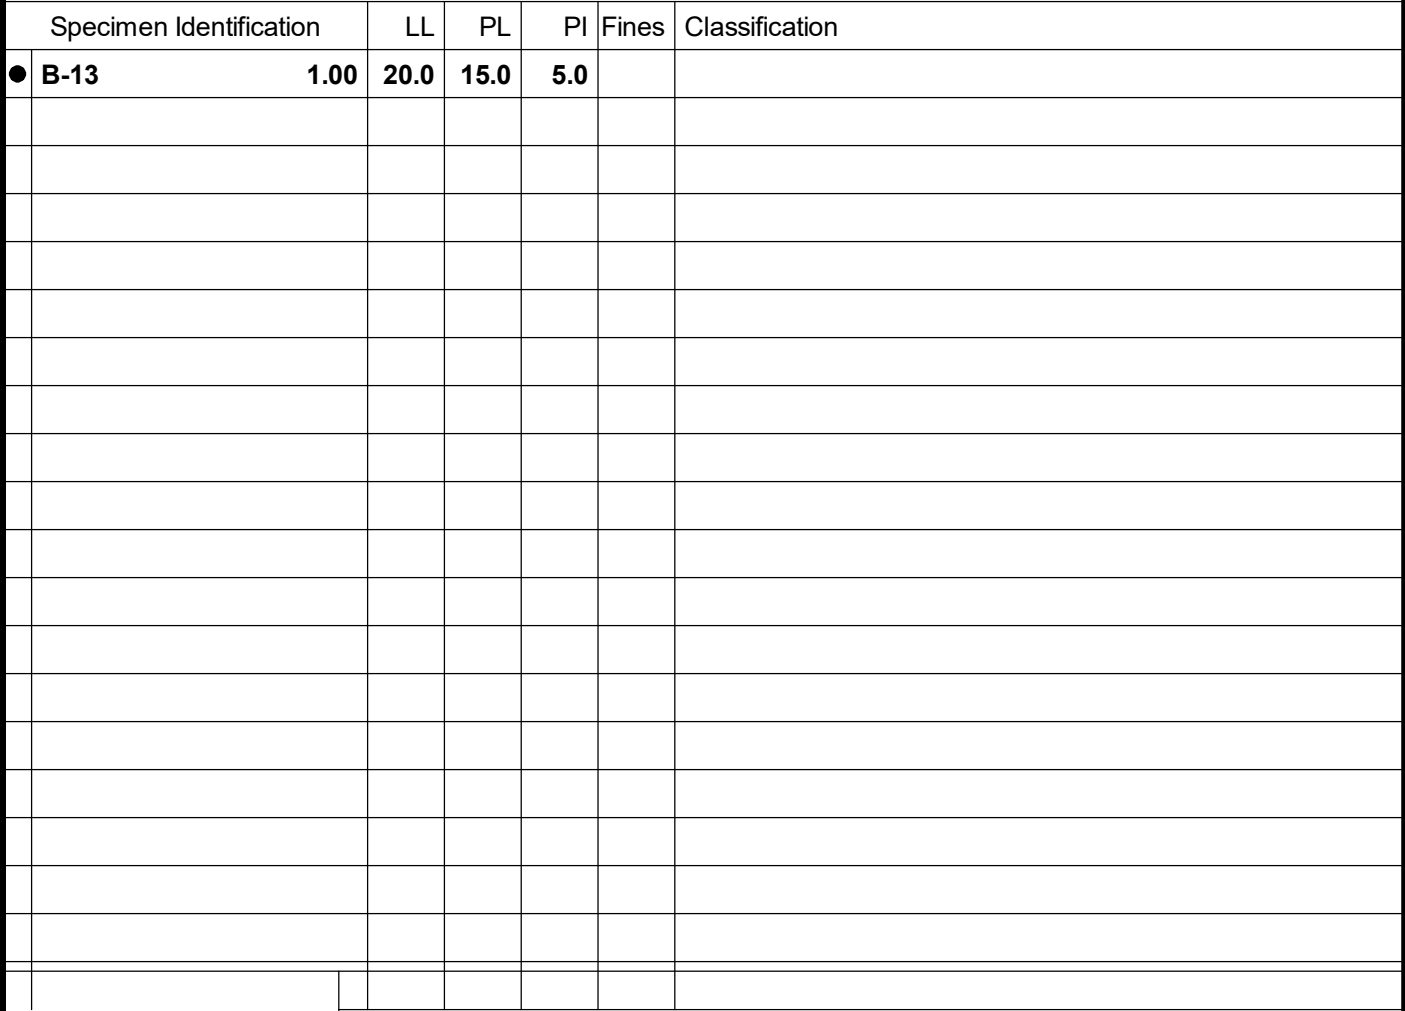 Specimen Identification LL PL PI Fines Classification
● B-13 1.00 20.0 15.0 5.0